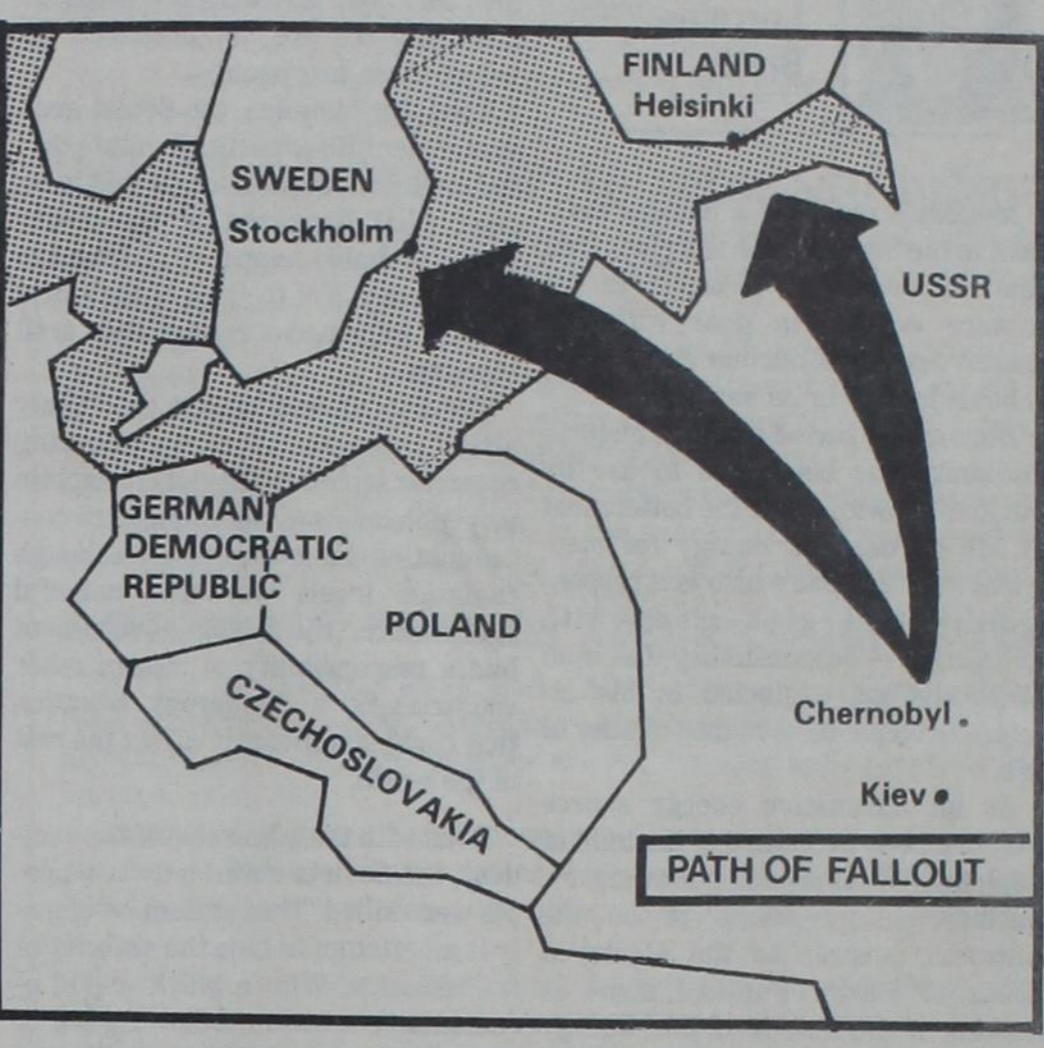 FINLAND
Helsinki
SWEDEN
Stockholm
USSR
GERMAN
DEMOCRATIC
REPUBLIC
POLAND
CZECHOSLOVAKIA
Chernobyl
Kiev
PATH OF FALLOUT